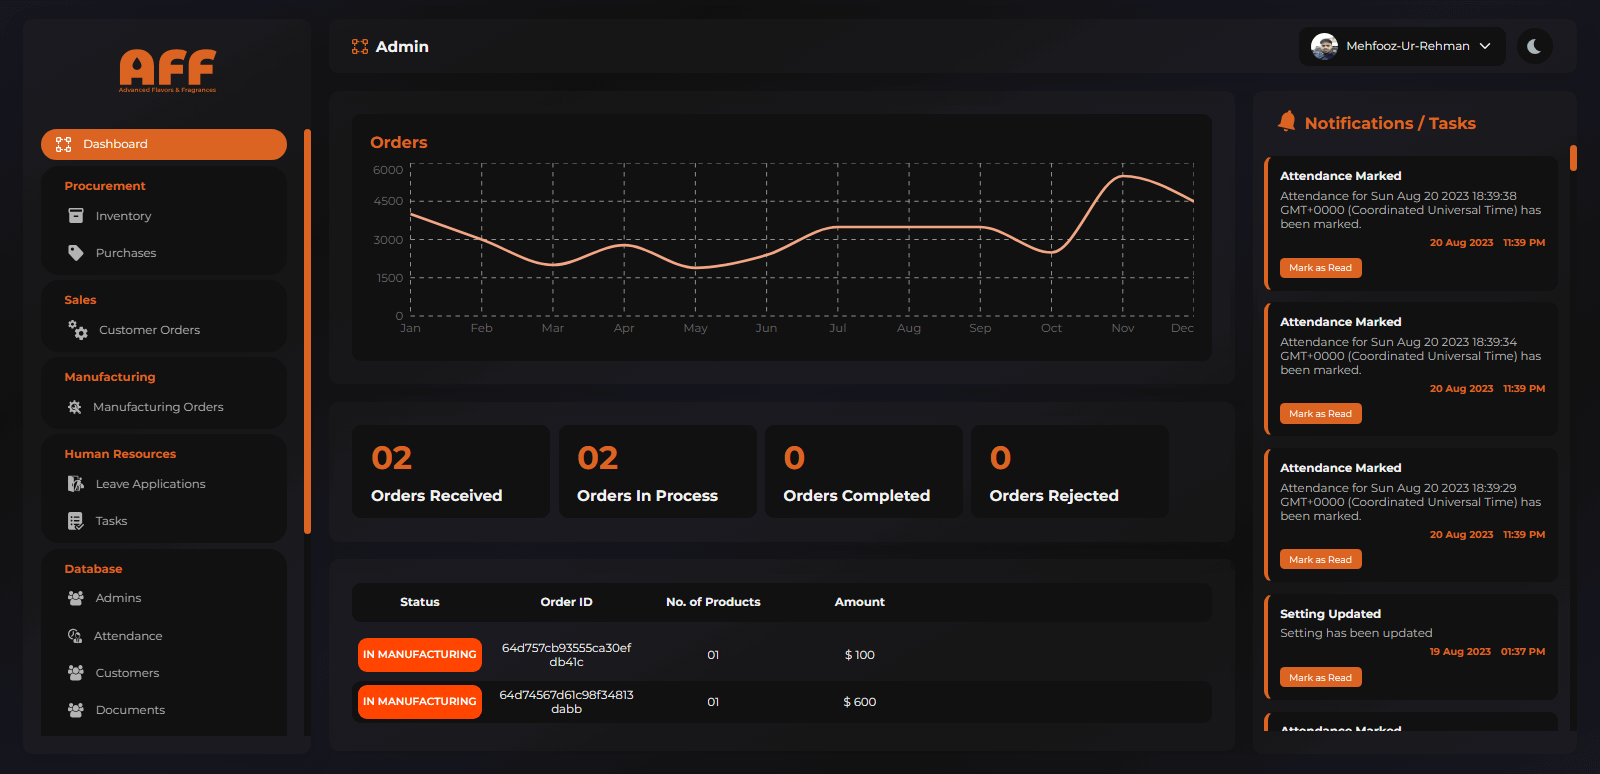 AFF
Advanced Flavors & Fragrances
Dashboard
Procurement
Inventory
Purchases
Sales
Customer Orders
Manufacturing
Manufacturing Orders
Human Resources
Leave Applications
Tasks
Database
Admins
Attendance
Customers
Documents
Admin
Mehfooz-Ur-Rehman
Orders
6000
4500
3000
1500
0
Jan Feb Mar Apr May Jun Jul Aug Sep Oct Nov Dec
02
Orders Received
02
Orders In Process
0
Orders Completed
0
Orders Rejected
Status Order ID No. of Products Amount
IN MANUFACTURING 64d757cb93555ca30ef 01 $ 100
db41c
IN MANUFACTURING 64d74567d61c98f34813 01 $ 600
dabb
Notifications / Tasks
Attendance Marked
Attendance for Sun Aug 20 2023 18:39:38
GMT+0000 (Coordinated Universal Time) has
been marked.
20 Aug 2023 11:39 PM
Mark as Read
Attendance Marked
Attendance for Sun Aug 20 2023 18:39:34
GMT+0000 (Coordinated Universal Time) has
been marked.
20 Aug 2023 11:39 PM
Mark as Read
Attendance Marked
Attendance for Sun Aug 20 2023 18:39:29
GMT+0000 (Coordinated Universal Time) has
been marked.
20 Aug 2023 11:39 PM
Mark as Read
Setting Updated
Setting has been updated
19 Aug 2023 01:37 PM
Mark as Read
Attendance Marked